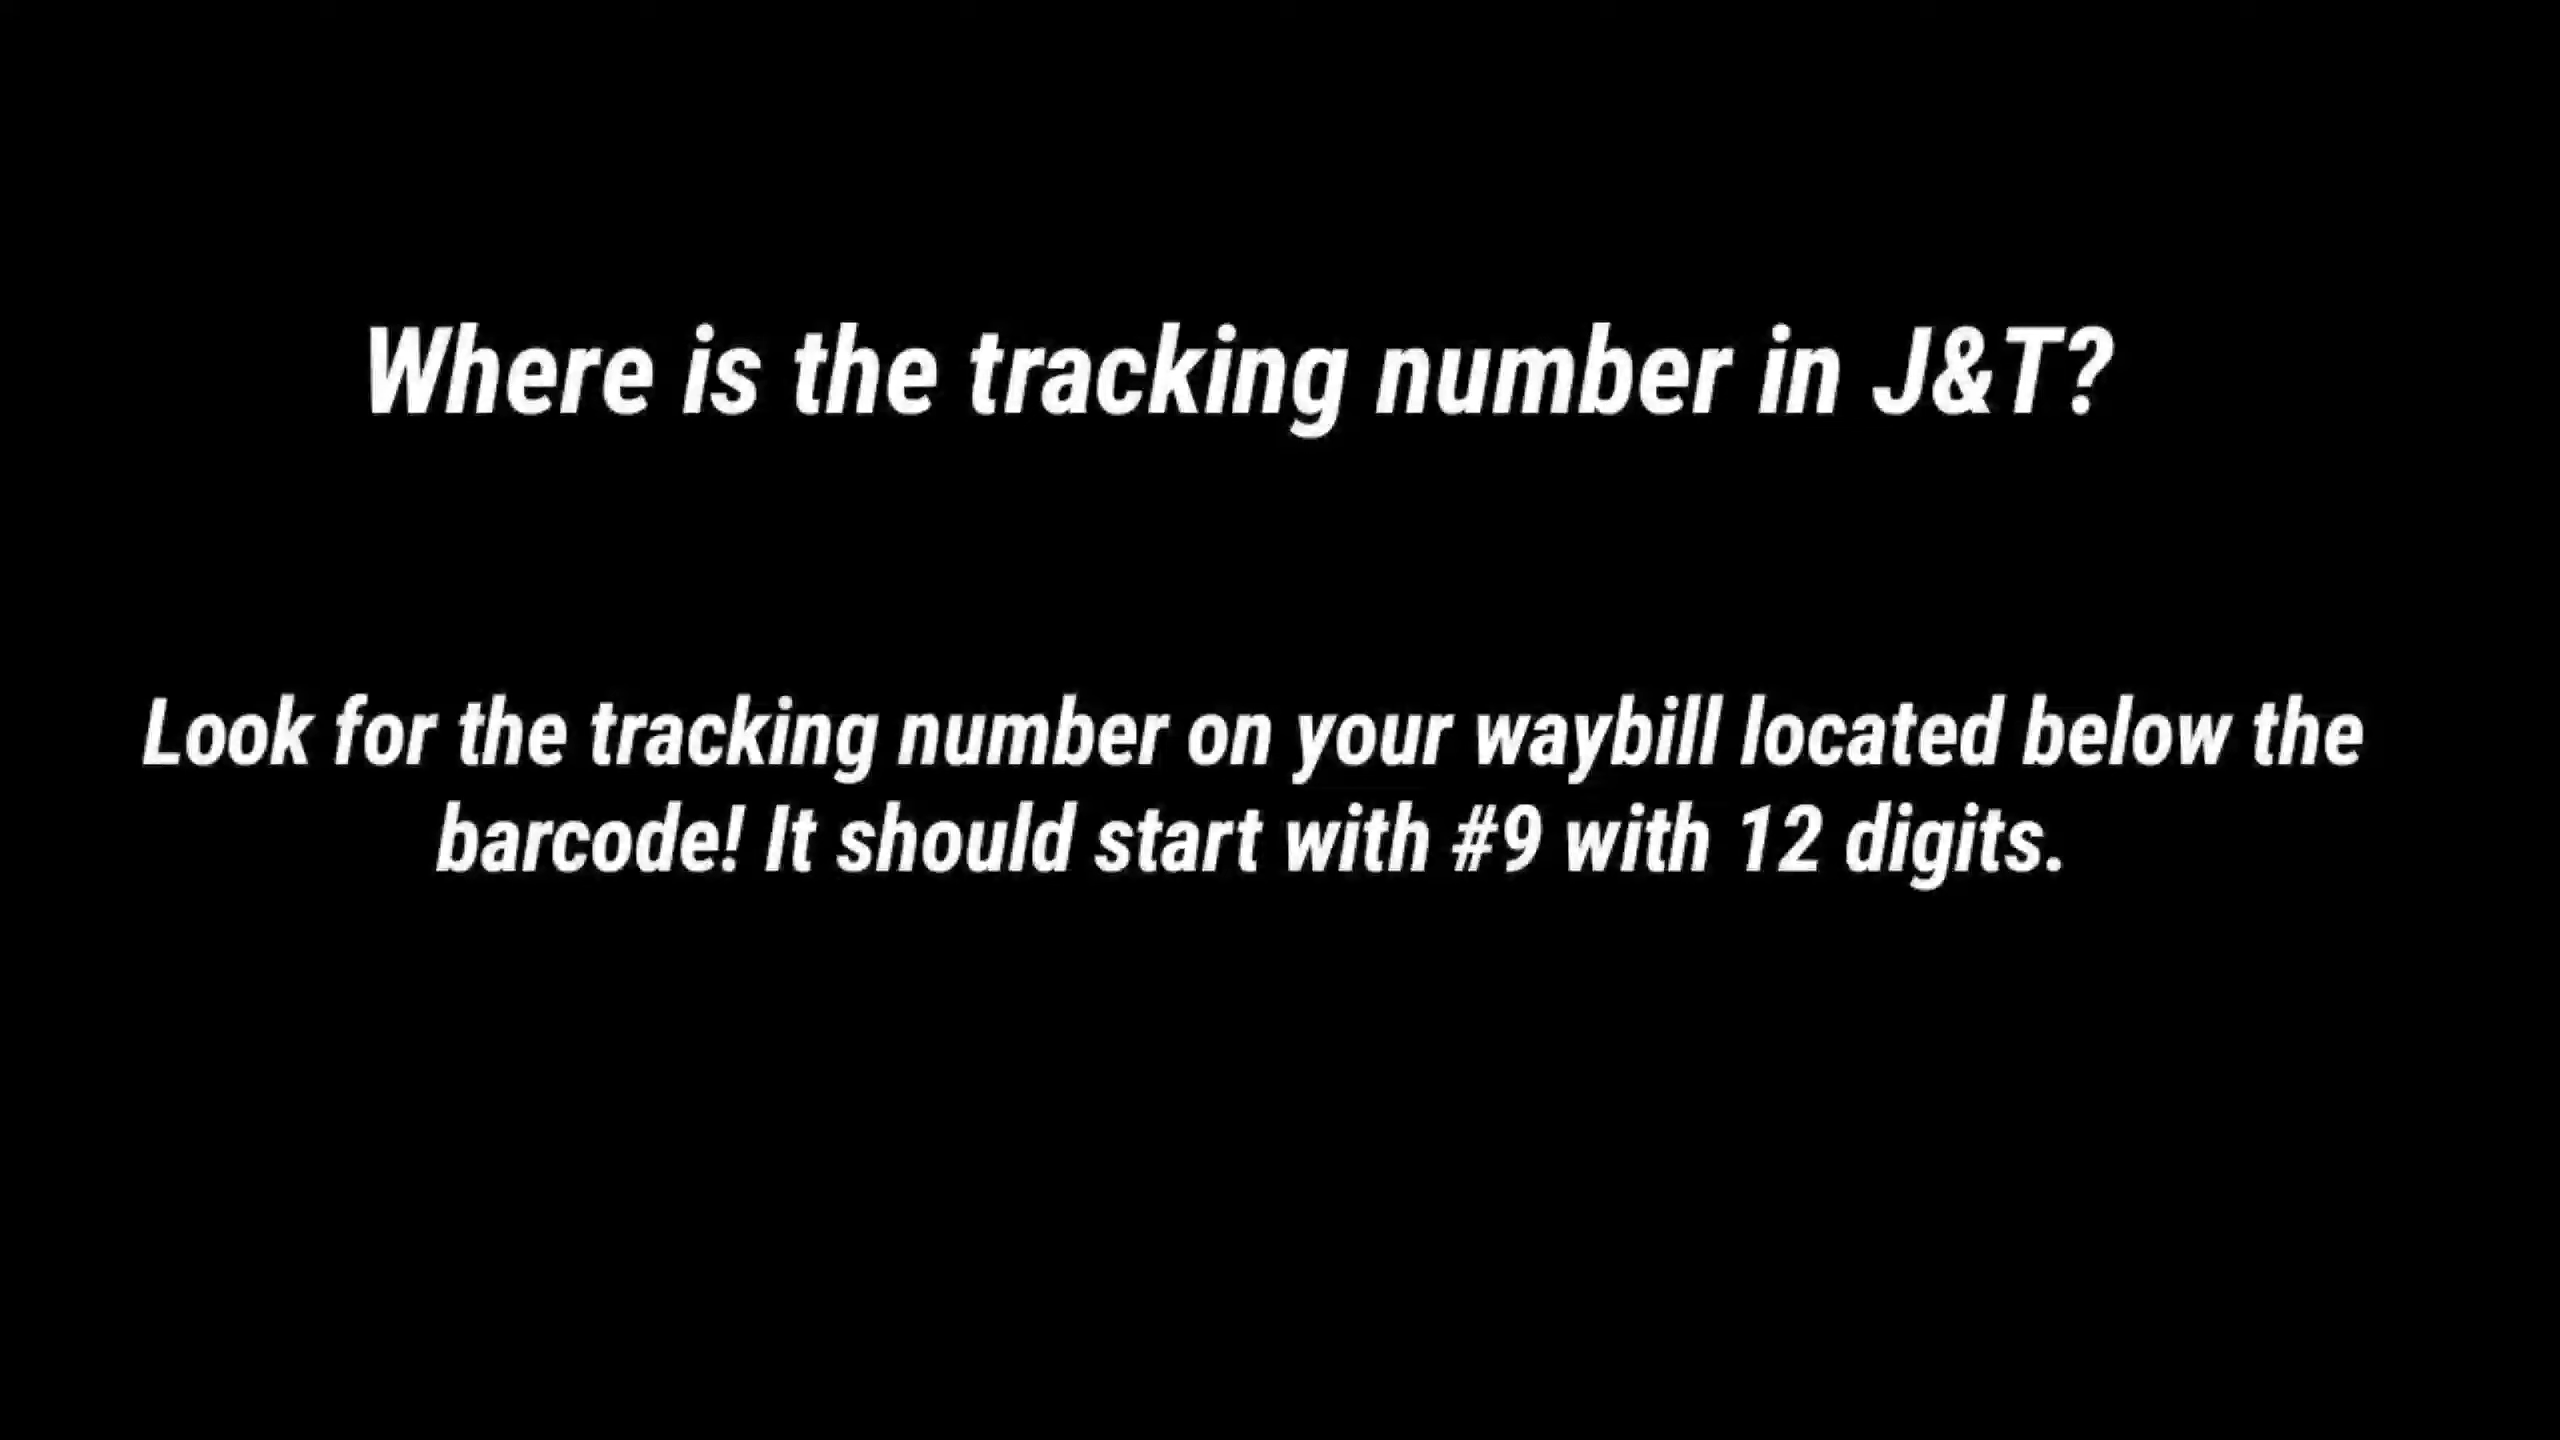 Where is the tracking number in J&T?
Look for the tracking number on your waybill located below the
barcode! It should start with #9 with 12 digits.